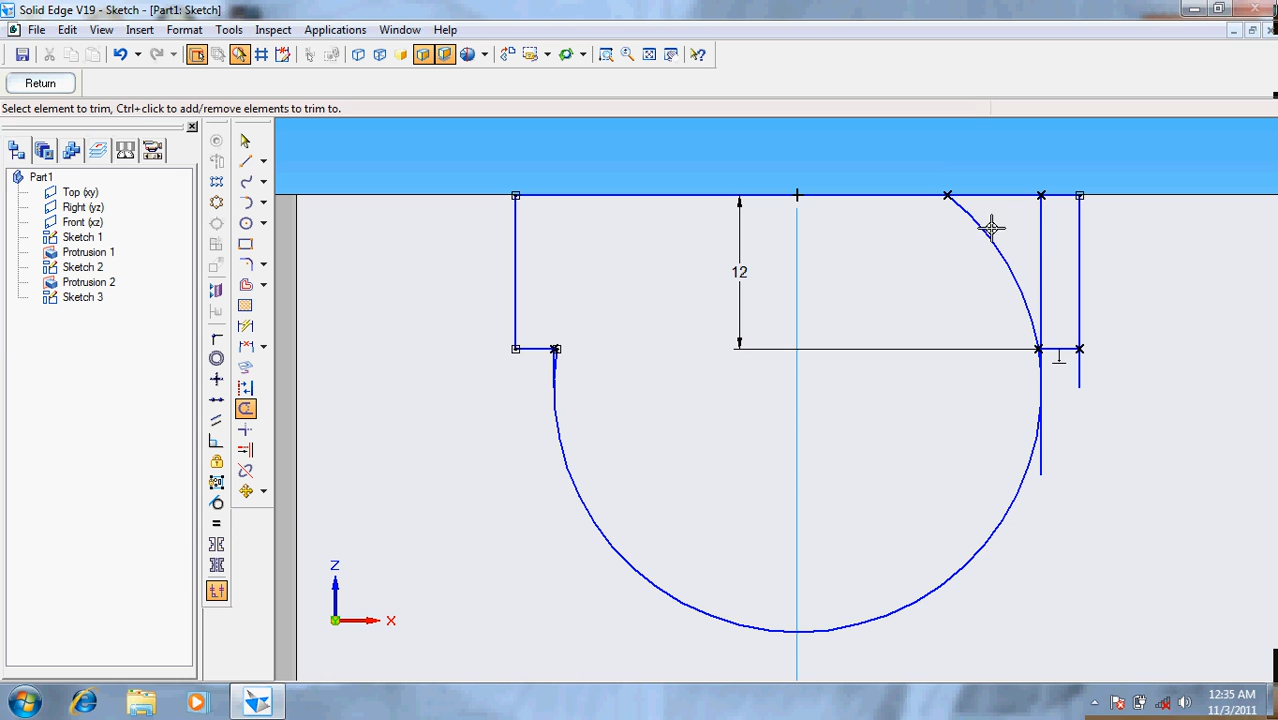 Solid Edge V19 - Sketch - [Part1: Sketch]
File Edit View Insert Format Tools Inspect Applications Window Help
Return
Select element to trim, Ctrl+click to add/remove elements to trim to.
Part1
Top (xy)
Right (yz)
Front (xz)
Sketch 1
Protrusion 1
Sketch 2
Protrusion 2
Sketch 3
12
Z
X
12:35 AM
11/3/2011